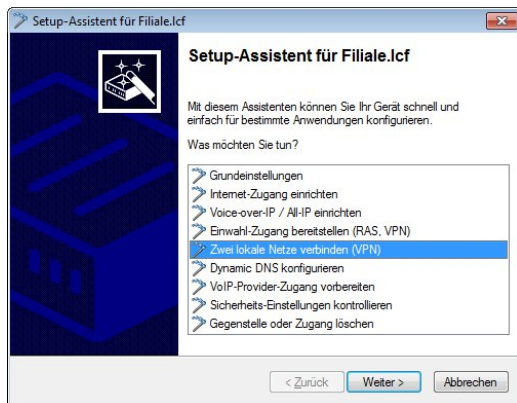 Setup-Assistent für Filiale.lcf
Setup-Assistent für Filiale.lcf
Mit diesem Assistenten können Sie Ihr Gerät schnell und
einfach für bestimmte Anwendungen konfigurieren.
Was möchten Sie tun?
Grundeinstellungen
Internet-Zugang einrichten
Voice-over-IP / All-IP einrichten
Einwahl-Zugang bereitstellen (RAS, VPN)
Zwei lokale Netze verbinden (VPN)
Dynamic DNS konfigurieren
VoIP-Provider-Zugang vorbereiten
Sicherheits-Einstellungen kontrollieren
Gegenstelle oder Zugang löschen
< Zurück Weiter > Abbrechen